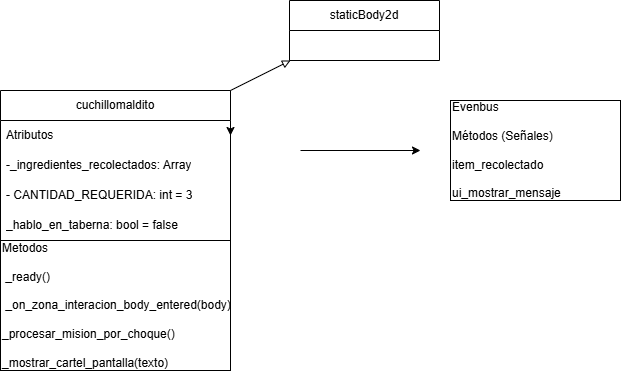 staticBody2d
cuchillomaldito
Atributos
-_ingredientes_recolectados: Array
- CANTIDAD_REQUERIDA: int = 3
_hablo_en_taberna: bool = false
Metodos
_ready()
_on_zona_interacion_body_entered(body)
_procesar_mision_por_choque()
_mostrar_cartel_pantalla(texto)
Evenbus
Métodos (Señales)
item_recolectado
ui_mostrar_mensaje